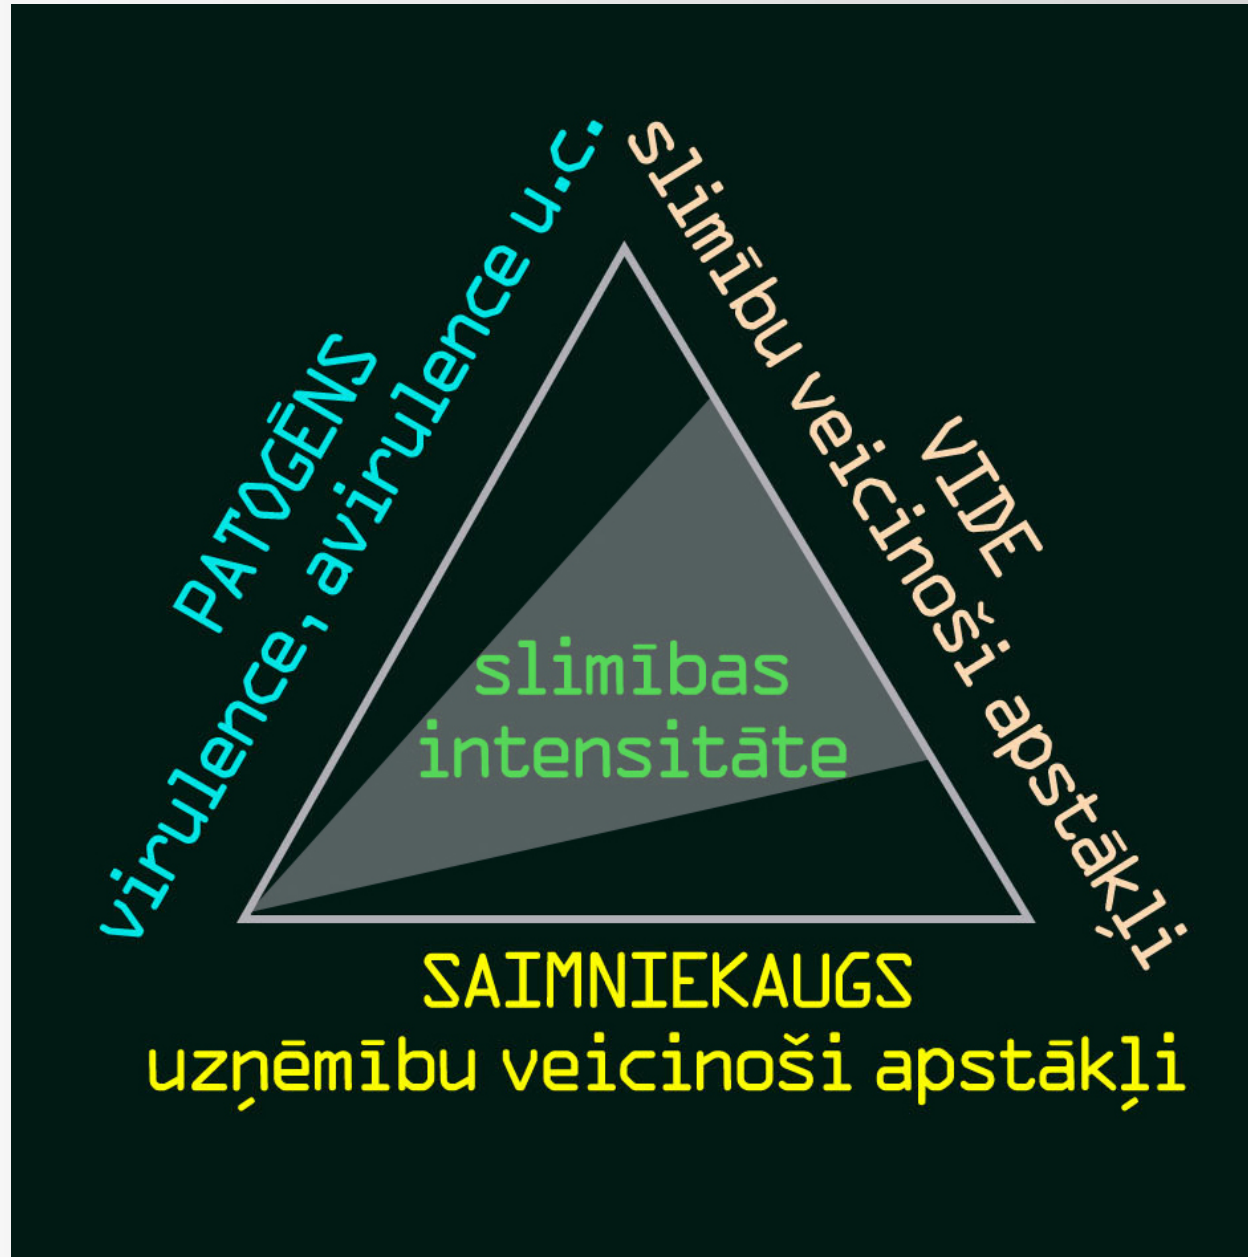 PATOGĒNS
virulence, avirulence u.c.
VIDE
slimību veicinoši apstākļi
slimības
intensitāte
SAIMNIEKAUGS
uzņēmību veicinoši apstākļi